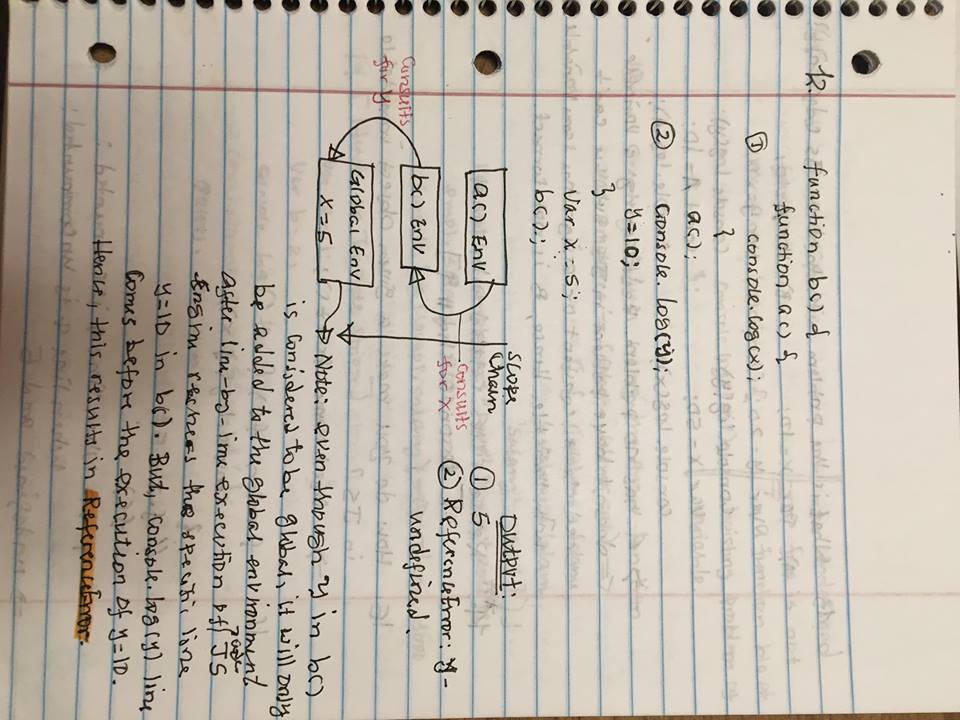 12. function b() {
function a() {
① console.log(x);
}
a();
② console.log(y);
y=10;
}
var x=5;
b();
Scope
Chain
a() Env
b() Env
Global Env
x=5
consults
for x
consults
for y
Output:
① 5
② ReferenceError: y-
undefined.
Note: even though y in b()
is considered to be global, it will only
be added to the global environment
after line-by-line execution of JS
code
Engine reaches the specific line
y=10 in b(). But, console.log(y) line
Comes before the execution of y=10.
Hence, this results in ReferenceError.